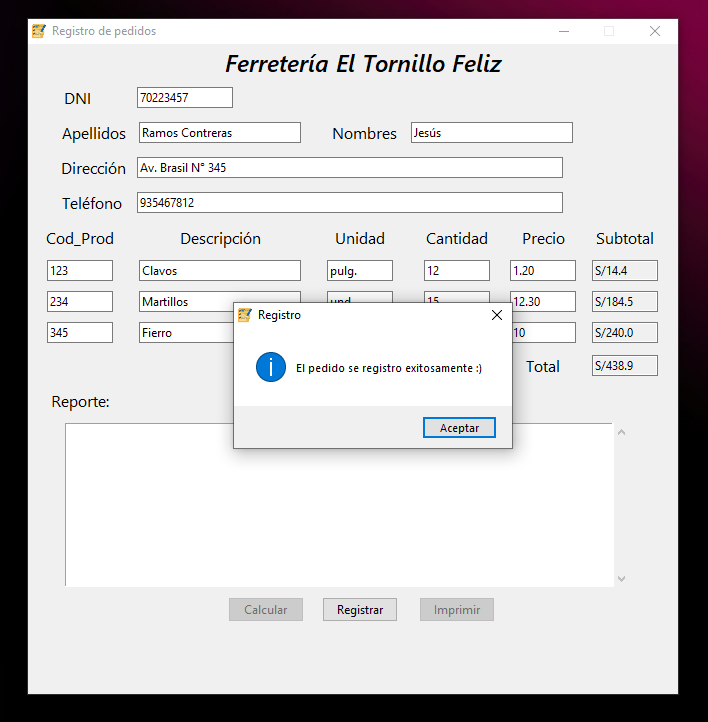 Registro de pedidos
Ferretería El Tornillo Feliz
DNI 70223457
Apellidos Ramos Contreras Nombres Jesús
Dirección Av. Brasil N° 345
Teléfono 935467812
Cod_Prod Descripción Unidad Cantidad Precio Subtotal
123 Clavos pulg. 12 1.20 S/14.4
234 Martillos und 15 12.30 S/184.5
345 Fierro 10 S/240.0
Registro
El pedido se registro exitosamente :)
Aceptar
Total S/438.9
Reporte:
Calcular Registrar Imprimir